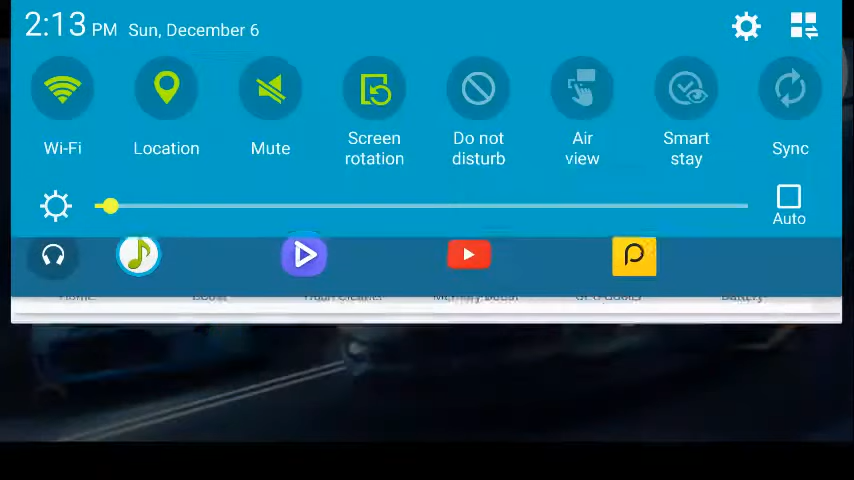 2:13 PM Sun, December 6
Wi-Fi Location Mute Screen rotation Do not disturb Air view Smart stay Sync
Auto